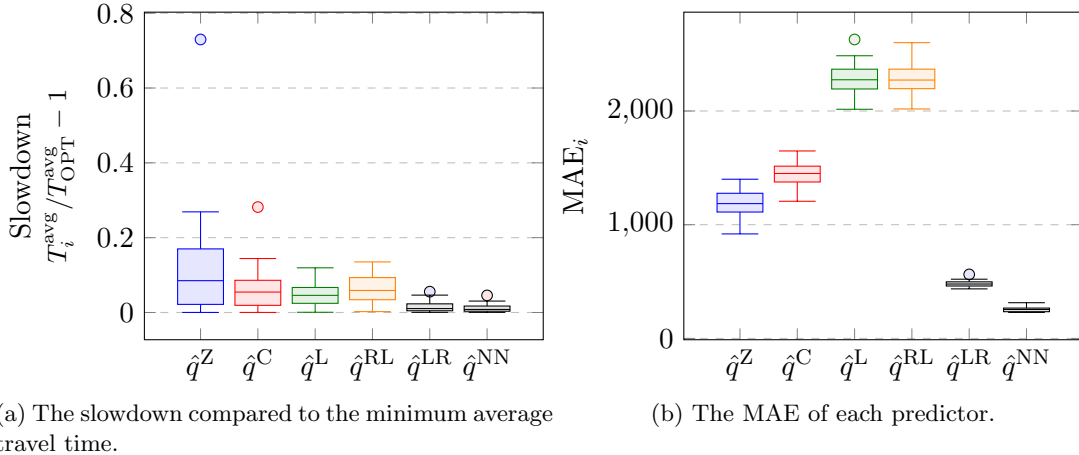 Slowdown
T_i^avg/T_OPT^avg − 1
0.8
0.6
0.4
0.2
0
q̂^Z q̂^C q̂^L q̂^RL q̂^LR q̂^NN
(a) The slowdown compared to the minimum average
travel time.
MAE_i
2,000
1,000
0
q̂^Z q̂^C q̂^L q̂^RL q̂^LR q̂^NN
(b) The MAE of each predictor.